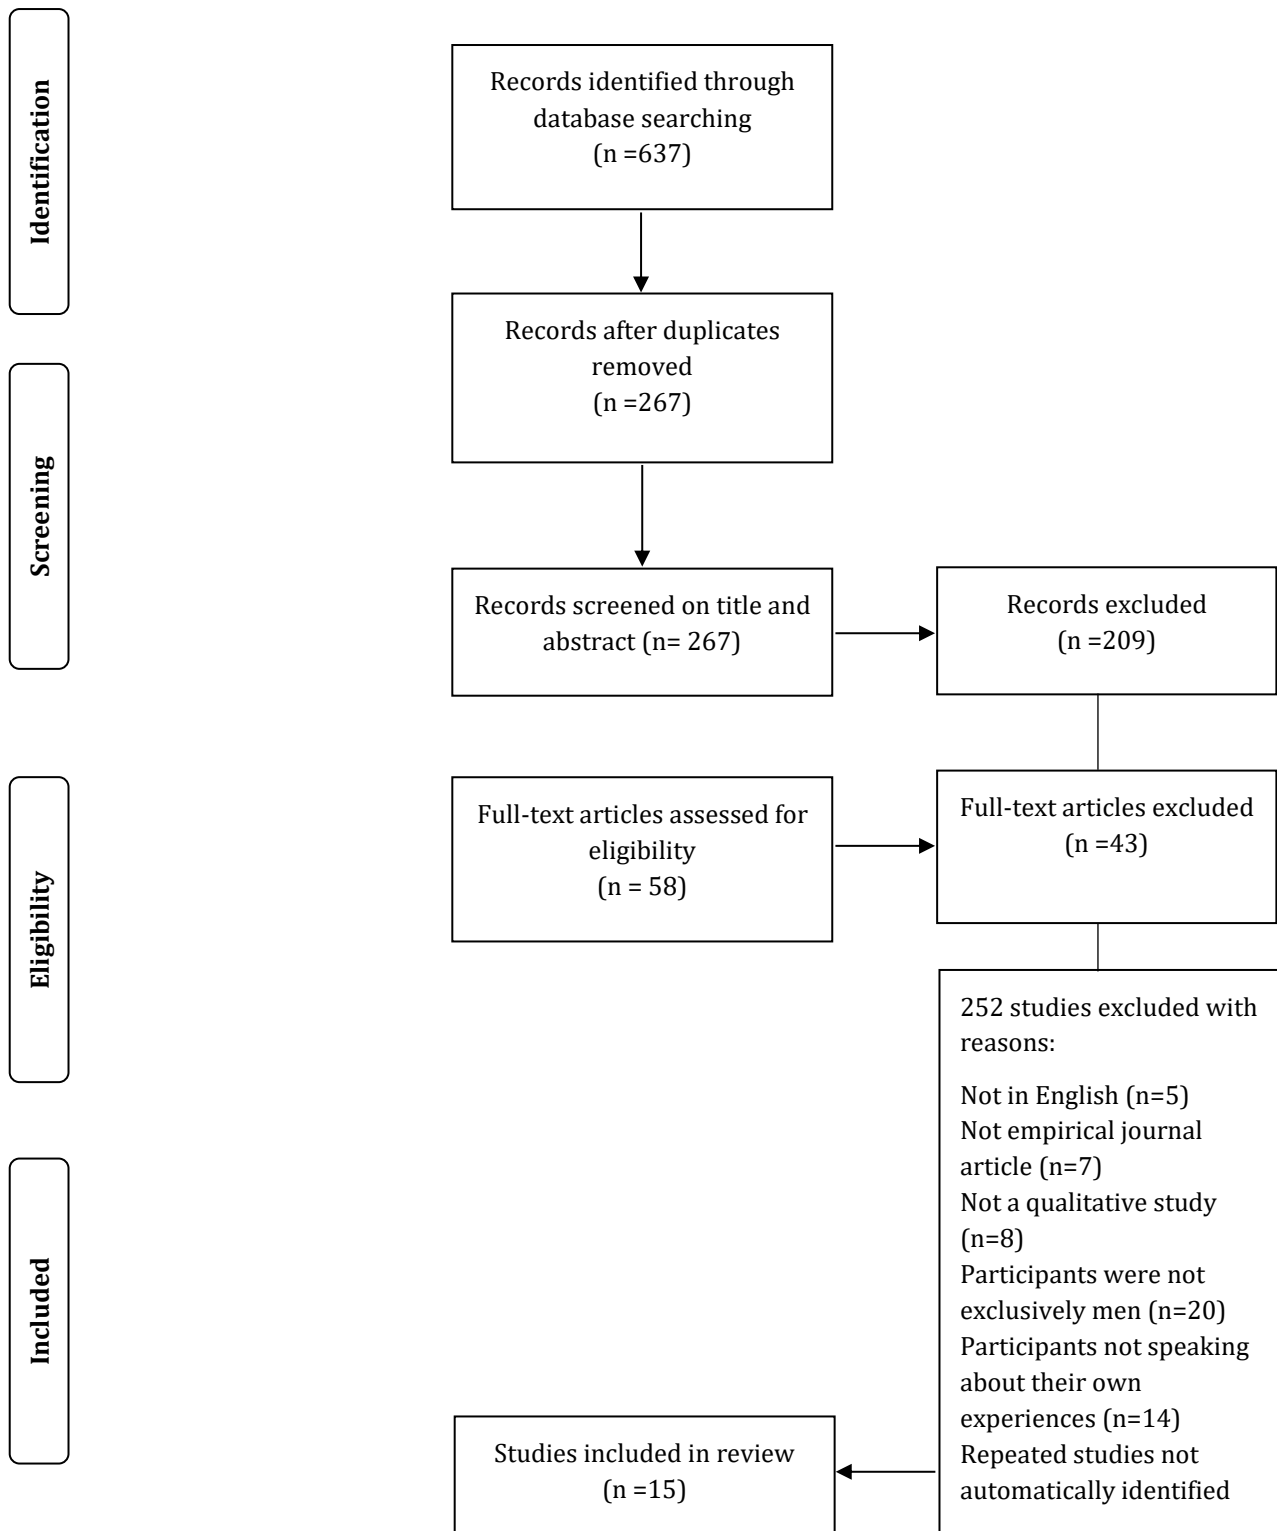 Identification
Records identified through
database searching
(n =637)
Records after duplicates
removed
(n =267)
Screening
Records screened on title and
abstract (n= 267)
Records excluded
(n =209)
Eligibility
Full-text articles assessed for
eligibility
(n = 58)
Full-text articles excluded
(n =43)
252 studies excluded with
reasons:
Not in English (n=5)
Not empirical journal
article (n=7)
Not a qualitative study
(n=8)
Participants were not
exclusively men (n=20)
Participants not speaking
about their own
experiences (n=14)
Repeated studies not
automatically identified
Included
Studies included in review
(n =15)